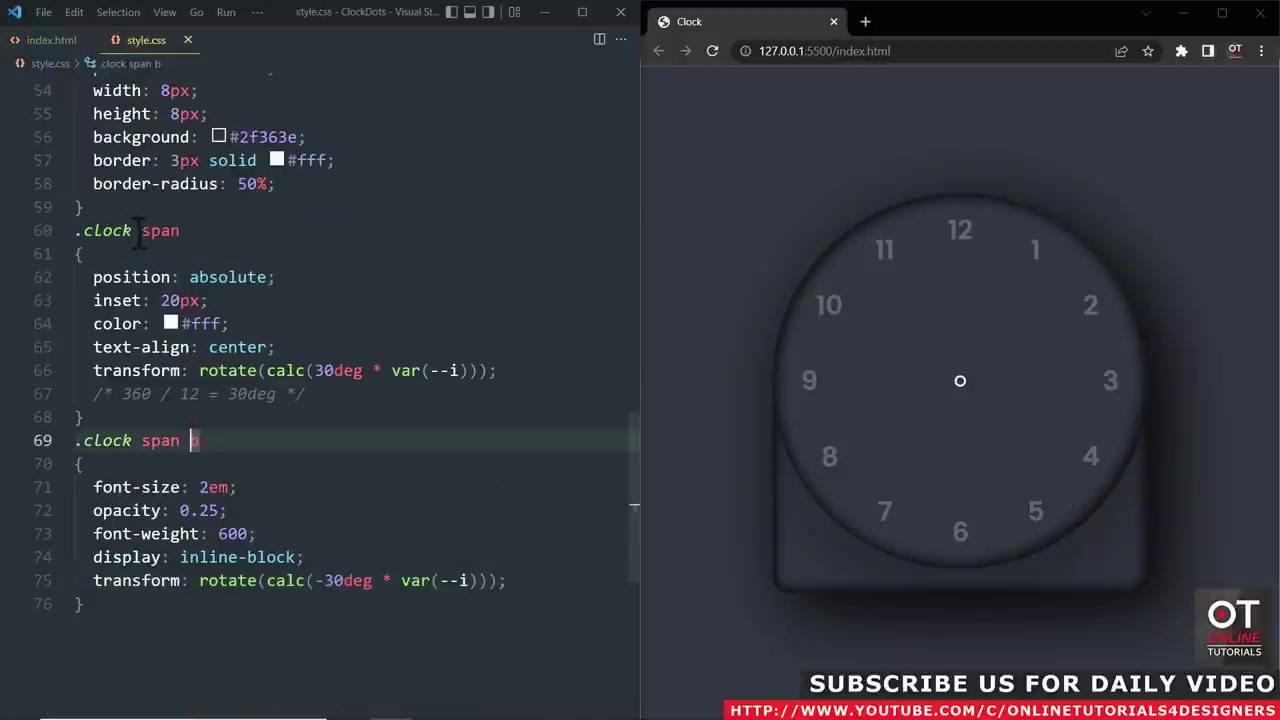 File Edit Selection View Go Run ··· style.css - ClockDots - Visual St...
index.html style.css
style.css > .clock span b
54 width: 8px;
55 height: 8px;
56 background: #2f363e;
57 border: 3px solid #fff;
58 border-radius: 50%;
59 }
60 .clock span
61 {
62 position: absolute;
63 inset: 20px;
64 color: #fff;
65 text-align: center;
66 transform: rotate(calc(30deg * var(--i)));
67 /* 360 / 12 = 30deg */
68 }
69 .clock span b
70 {
71 font-size: 2em;
72 opacity: 0.25;
73 font-weight: 600;
74 display: inline-block;
75 transform: rotate(calc(-30deg * var(--i)));
76 }
Clock
127.0.0.1:5500/index.html
12
11 1
10 2
9 3
8 4
7 5
6
OT
ONLINE
TUTORIALS
SUBSCRIBE US FOR DAILY VIDEO
HTTP://WWW.YOUTUBE.COM/C/ONLINETUTORIALS4DESIGNERS